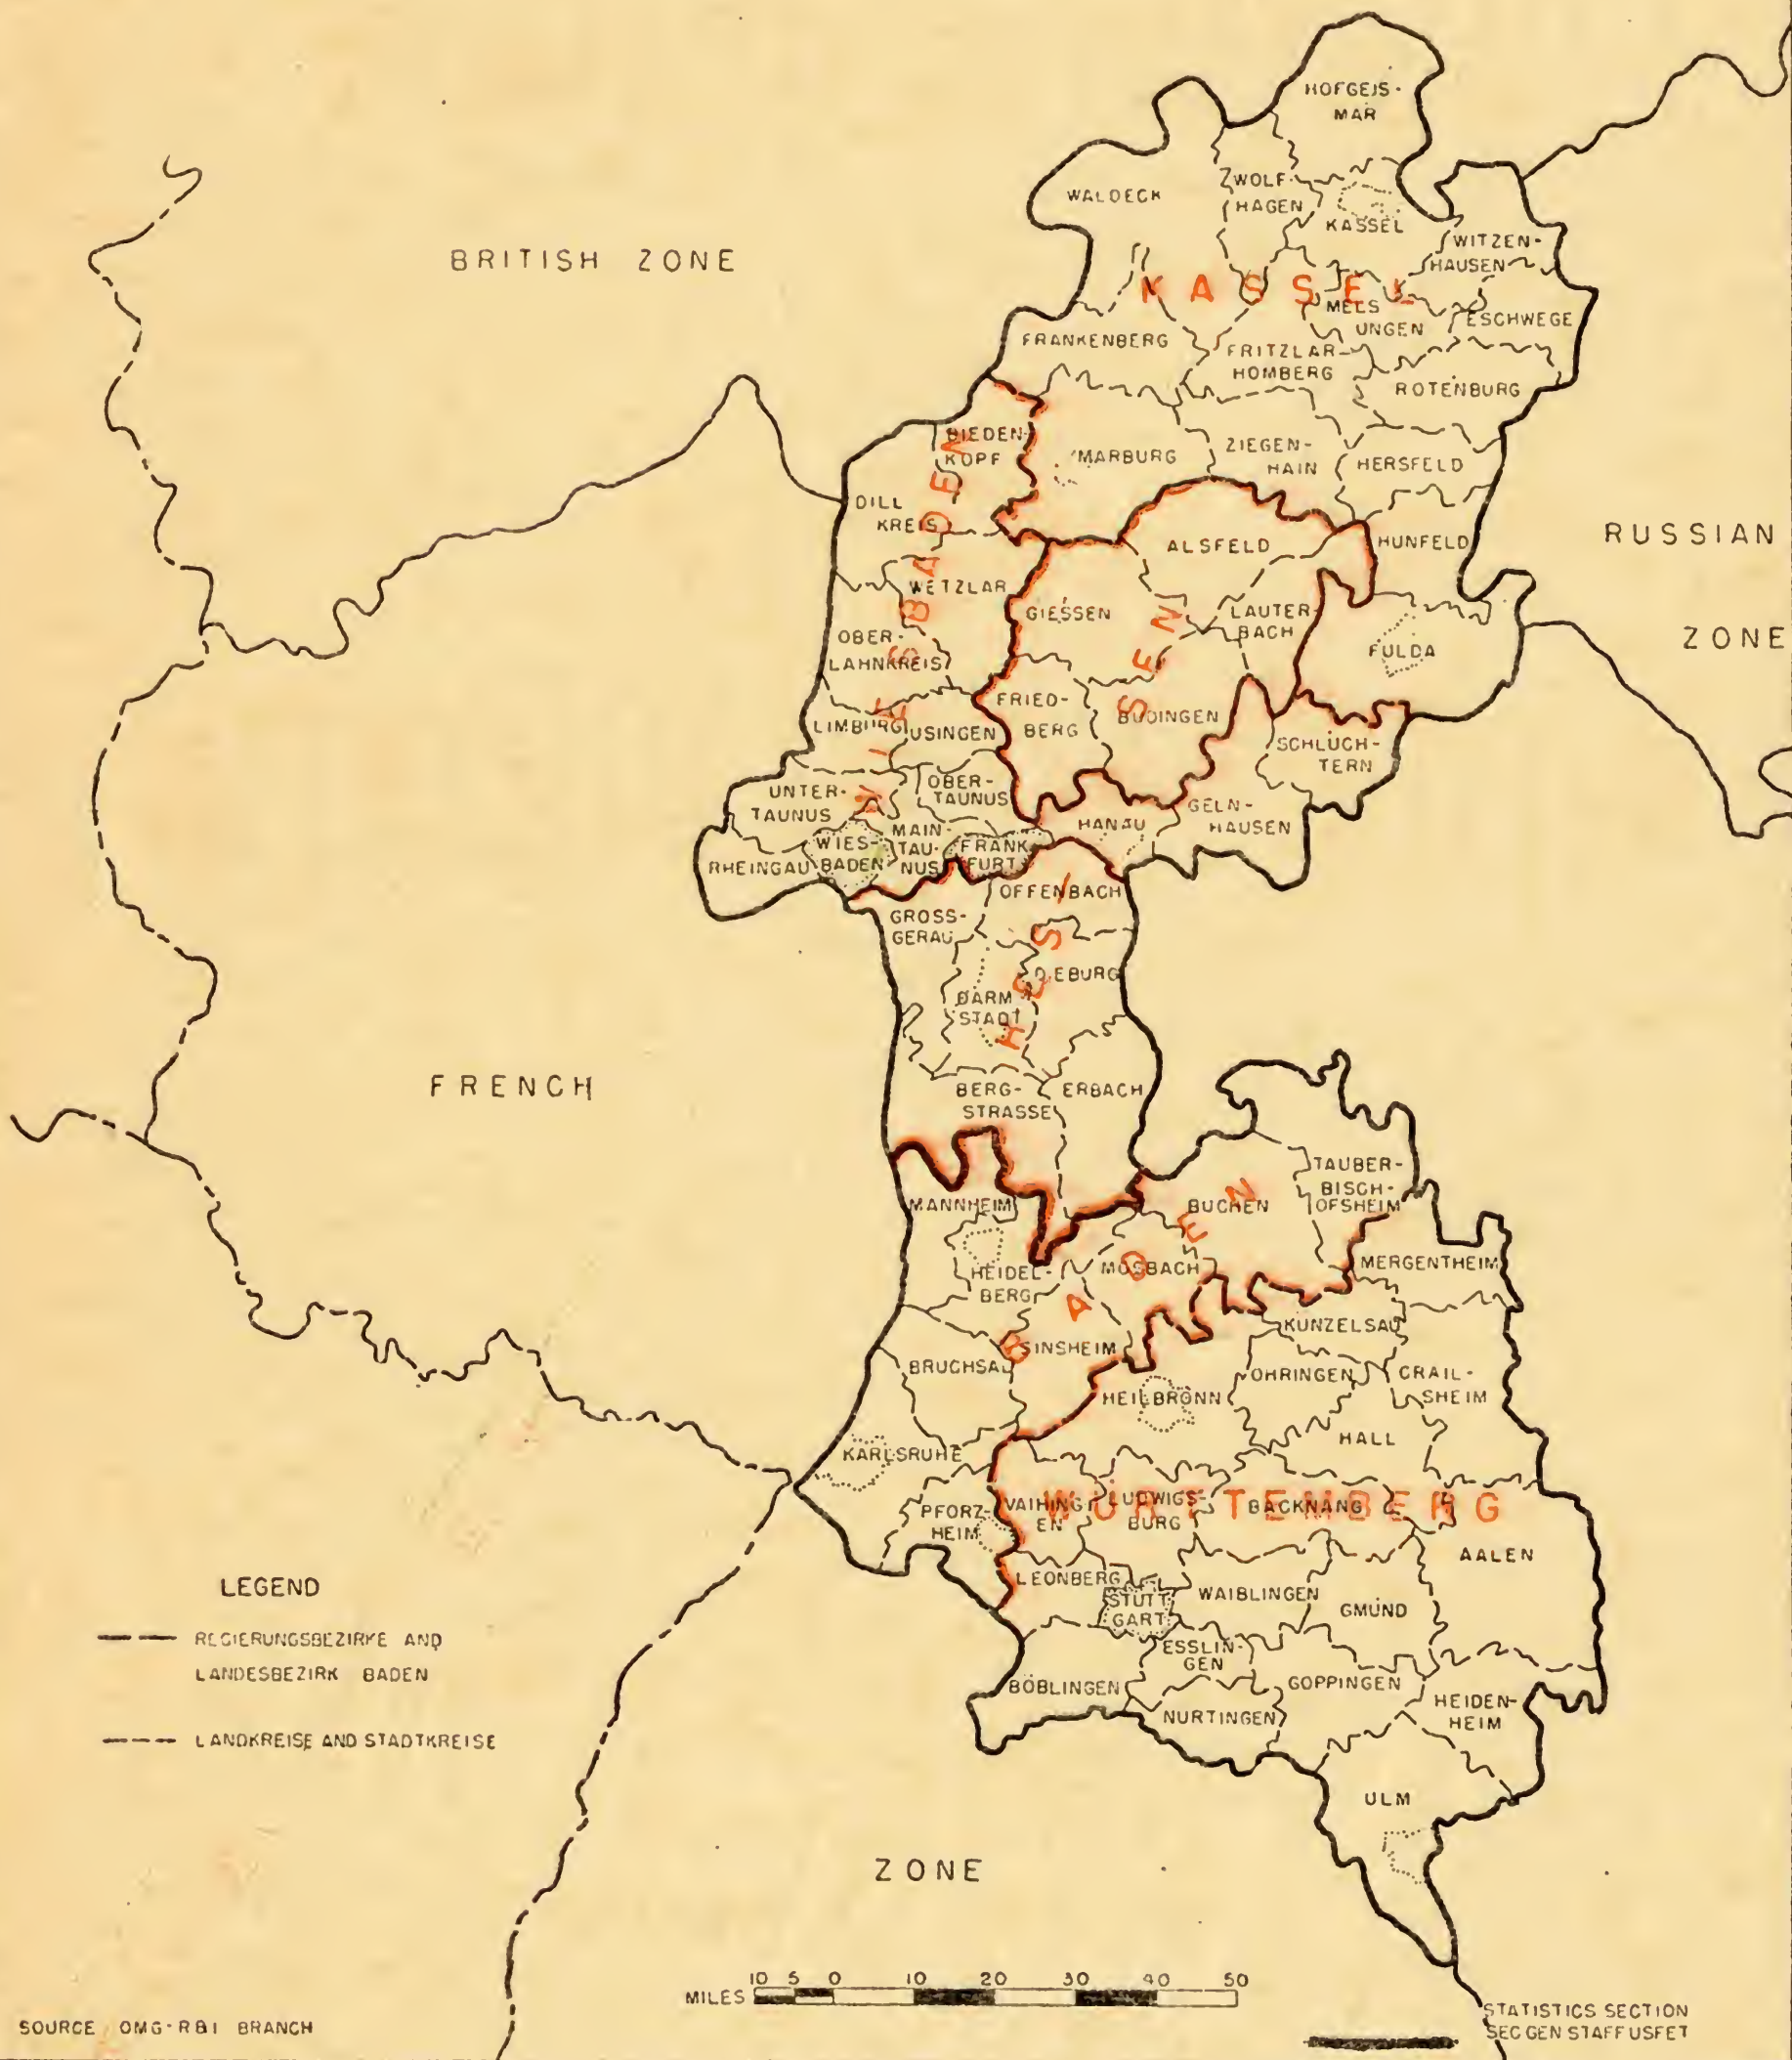 HOFGEIS-
MAR
WALDECK
ZWOLF-
HAGEN
KASSEL
WITZEN-
HAUSEN
BRITISH ZONE
KASSEL
MELS
UNGEN
ESCHWEGE
FRANKENBERG
FRITZLAR-
HOMBERG
ROTENBURG
BIEDEN-
KOPF
MARBURG
ZIEGEN-
HAIN
HERSFELD
DILL
KREIS
WIESBADEN
ALSFELD
HUNFELD
RUSSIAN
ZONE
WETZLAR
GIESSEN
LAUTER-
BACH
FULDA
OBER-
LAHNKREIS
LIMBURG
USINGEN
FRIED-
BERG
BUDINGEN
SCHLUCH-
TERN
UNTER-
TAUNUS
OBER-
TAUNUS
GELN-
HAUSEN
HANAU
RHEINGAU
WIES-
BADEN
MAIN-
TAU-
NUS
FRANK
FURT
OFFENBACH
GROSS-
GERAU
HESSEN
DIEBURG
DARM
STADT
FRENCH
BERG-
STRASSE
ERBACH
TAUBER-
BISCH-
OFSHEIM
BUCHEN
MANNHEIM
BADEN
HEIDEL-
BERG
MOSBACH
MERGENTHEIM
KUNZELSAU
SINSHEIM
BRUCHSAL
OHRINGEN
CRAIL-
SHEIM
HEILBRONN
HALL
KARLSRUHE
WÜRTTEMBERG
PFORZ-
HEIM
VAIHING
EN
LUDWIGS-
BURG
BACKNANG
AALEN
LEONBERG
STUTT
GART
WAIBLINGEN
GMÜND
ESSLIN-
GEN
BÖBLINGEN
GOPPINGEN
NURTINGEN
HEIDEN-
HEIM
ULM
LEGEND
REGIERUNGSBEZIRKE AND
LANDESBEZIRK BADEN
LANDKREISE AND STADTKREISE
ZONE
10 5 0 10 20 30 40 50
MILES
SOURCE OMG-RBI BRANCH
STATISTICS SECTION
SEC GEN STAFF USFET